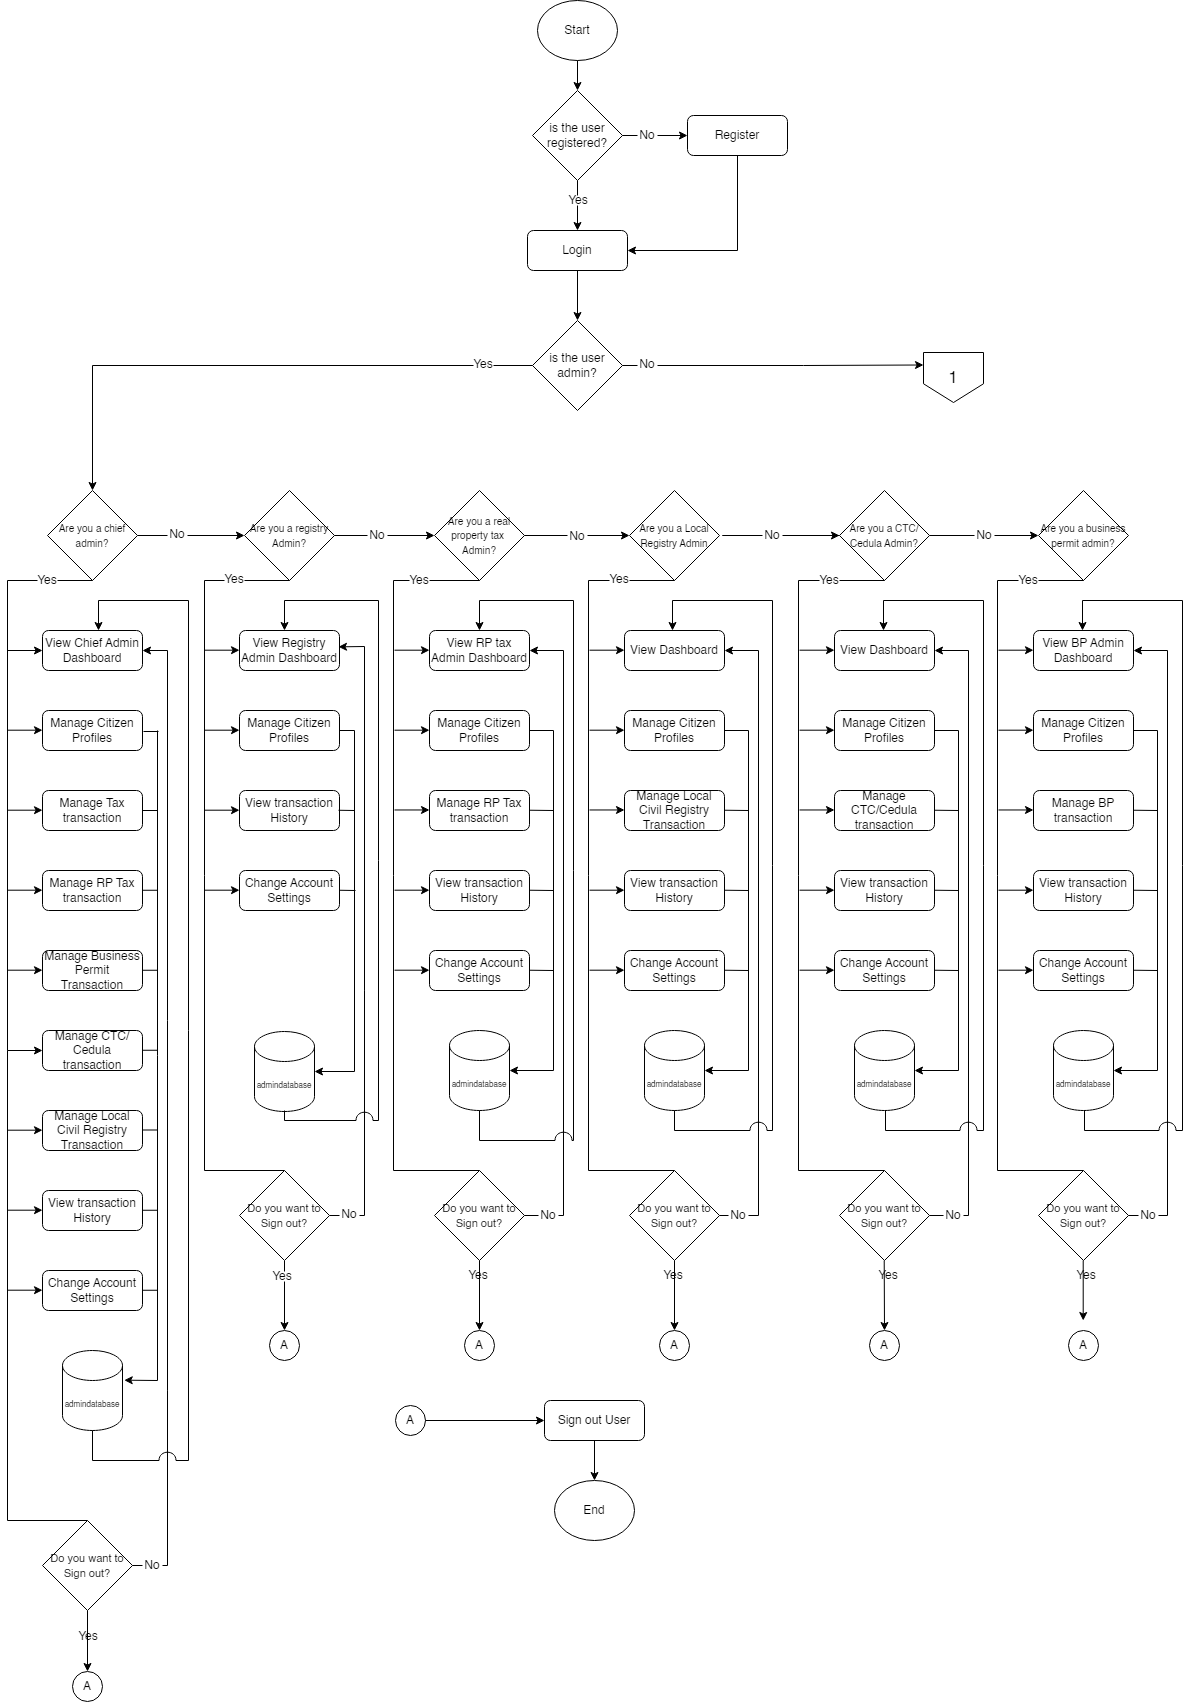 Start
is the user
registered?
No
Register
Yes
Login
is the user
admin?
Yes
No
1
Are you a chief
admin?
No
Are you a registry
Admin?
No
Are you a real
property tax
Admin?
No
Are you a Local
Registry Admin
No
Are you a CTC/
Cedula Admin?
No
Are you a business
permit admin?
Yes
Yes
Yes
Yes
Yes
Yes
View Chief Admin
Dashboard
View Registry
Admin Dashboard
View RP tax
Admin Dashboard
View Dashboard
View Dashboard
View BP Admin
Dashboard
Manage Citizen
Profiles
Manage Citizen
Profiles
Manage Citizen
Profiles
Manage Citizen
Profiles
Manage Citizen
Profiles
Manage Citizen
Profiles
Manage Tax
transaction
View transaction
History
Manage RP Tax
transaction
Manage Local
Civil Registry
Transaction
Manage
CTC/Cedula
transaction
Manage BP
transaction
Manage RP Tax
transaction
Change Account
Settings
View transaction
History
View transaction
History
View transaction
History
View transaction
History
Manage Business
Permit
Transaction
Change Account
Settings
Change Account
Settings
Change Account
Settings
Change Account
Settings
Manage CTC/
Cedula
transaction
admindatabase
admindatabase
admindatabase
admindatabase
admindatabase
Manage Local
Civil Registry
Transaction
View transaction
History
Do you want to
Sign out?
No
Do you want to
Sign out?
No
Do you want to
Sign out?
No
Do you want to
Sign out?
No
Do you want to
Sign out?
No
Change Account
Settings
Yes
Yes
Yes
Yes
Yes
A
A
A
A
A
admindatabase
A
Sign out User
End
Do you want to
Sign out?
No
Yes
A